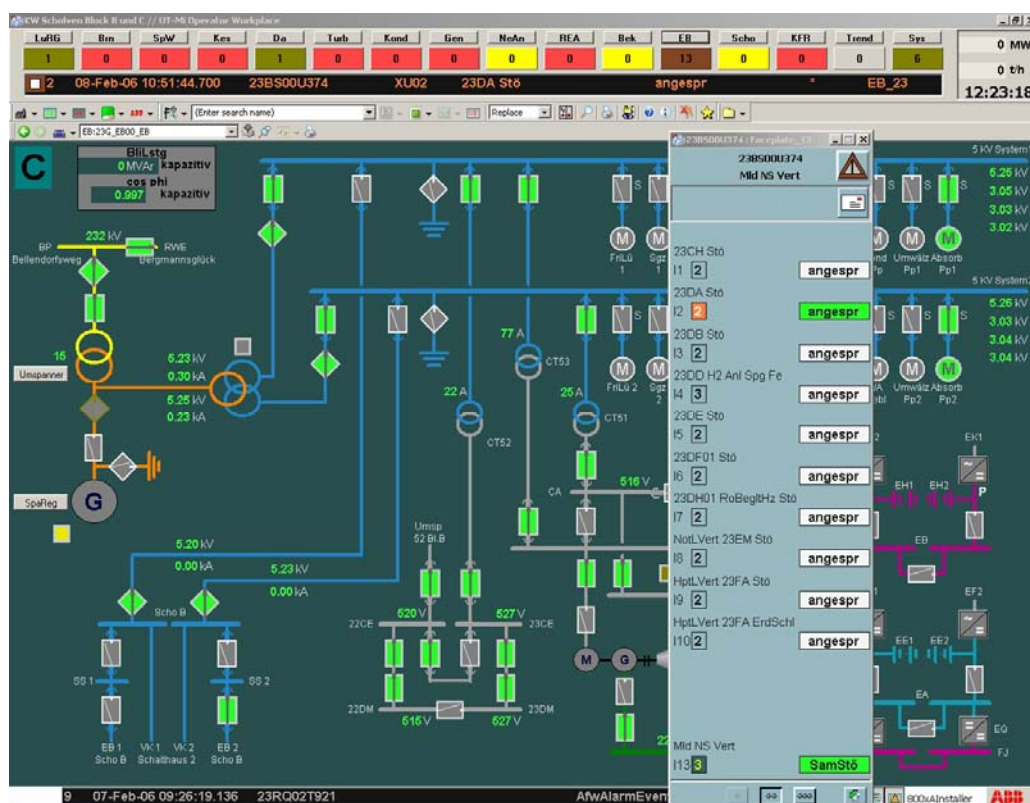 KW Scholven Block B und C // UT-Mi Operator Workplace
LuRG Brn SpW Kes Da Turb Kond Gen NeAn REA Bek EB Scho KFR Trend Sys
1 0 0 0 1 0 0 0 0 0 0 13 0 0 0 6
0 MW
0 t/h
12:23:18
2 08-Feb-06 10:51:44.700 23BS00U374 XU02 23DA Stö angespr * EB_23
(Enter search name) Replace
EB:23G_EB00_EB
C
BliLstg
0 MVAr kapazitiv
cos phi
0.997 kapazitiv
232 kV
BP RWE
Bellendorfsweg Bergmannsglück
15
Umspanner
5.23 kV
0.30 kA
5.25 kV
0.23 kA
G
SpaReg
5.20 kV
0.00 kA
5.23 kV
0.00 kA
Scho B
SS 1 SS 2
EB 1 VK 1 VK 2 EB 2
Scho B Schalthaus 2 Scho B
77 A
CT53
22 A
CT52
25 A
CT51
516 V
CA
Umsp
52 Bl.B
520 V 527 V
22CE 23CE
22DM 515 V 527 V 23DM
M G
S
M M
FriLü 1
Sgz 1
S
M M
FriLü 2
Sgz 2
23BS00U374 : Faceplate_13
23BS00U374
Mld NS Vert
23CH Stö
I1 2 angespr
23DA Stö
I2 2 angespr
23DB Stö
I3 2 angespr
23DD H2 Anl Spg Fe
I4 3 angespr
23DE Stö
I5 2 angespr
23DF01 Stö
I6 2 angespr
23DH01 RoBegltHz Stö
I7 2 angespr
NotLVert 23EM Stö
I8 2 angespr
HptLVert 23FA Stö
I9 2 angespr
HptLVert 23FA ErdSchl
I10 2 angespr
Mld NS Vert
I13 3 SamStö
5 KV System1
5.25 kV
3.05 kV
3.03 kV
3.02 kV
S S S
M M M
Umwälz Absorb
Pp1 Pp1
5 KV System
5.26 kV
3.03 kV
3.04 kV
3.04 kV
S S S
M M M
Umwälz Absorb
Pp2 Pp2
EK1
P
EH1 EH2
EB
EF2
EE1 EE2
EA
EQ
FJ
9 07-Feb-06 09:26:19.136 23RQ02T921 AfwAlarmEven
800xAInstaller ABB